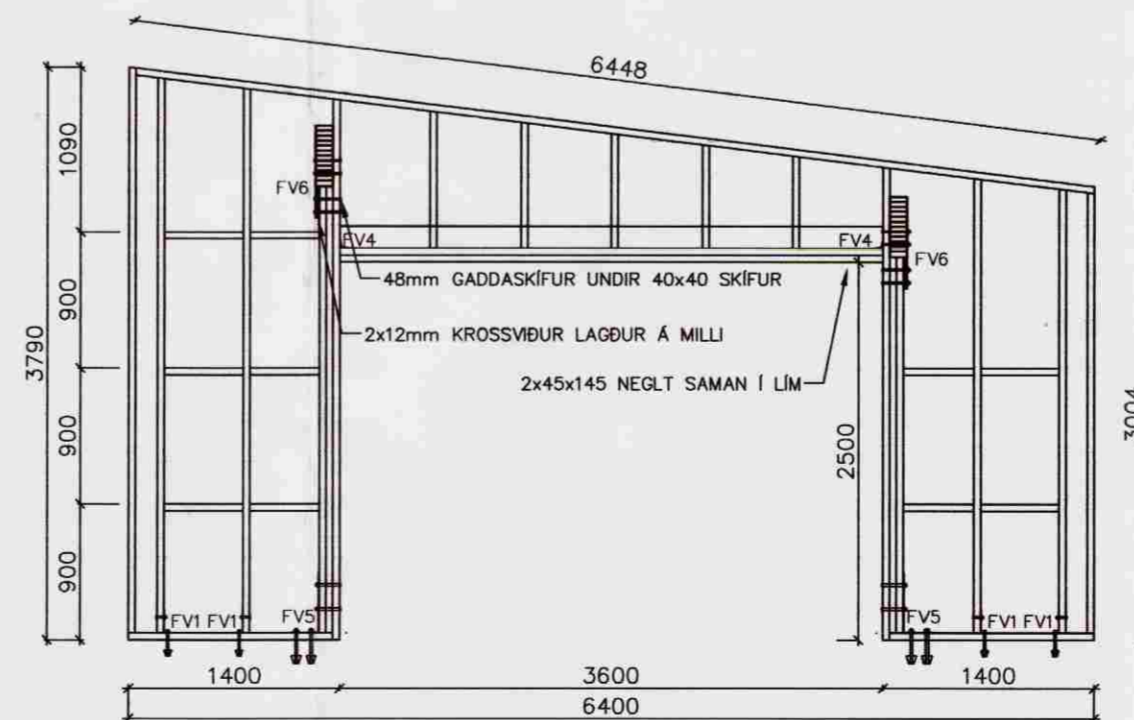 6448
1090
900
900
900
3790
FV6
FV4
FV4
FV6
48mm GADDASKÍFUR UNDIR 40x40 SKÍFUR
2x12mm KROSSVIÐUR LAGÐUR Á MILLI
2x45x145 NEGLT SAMAN Í LÍM
2500
3004
FV1 FV1 FV5
FV5 FV1 FV1
1400 3600 1400
6400